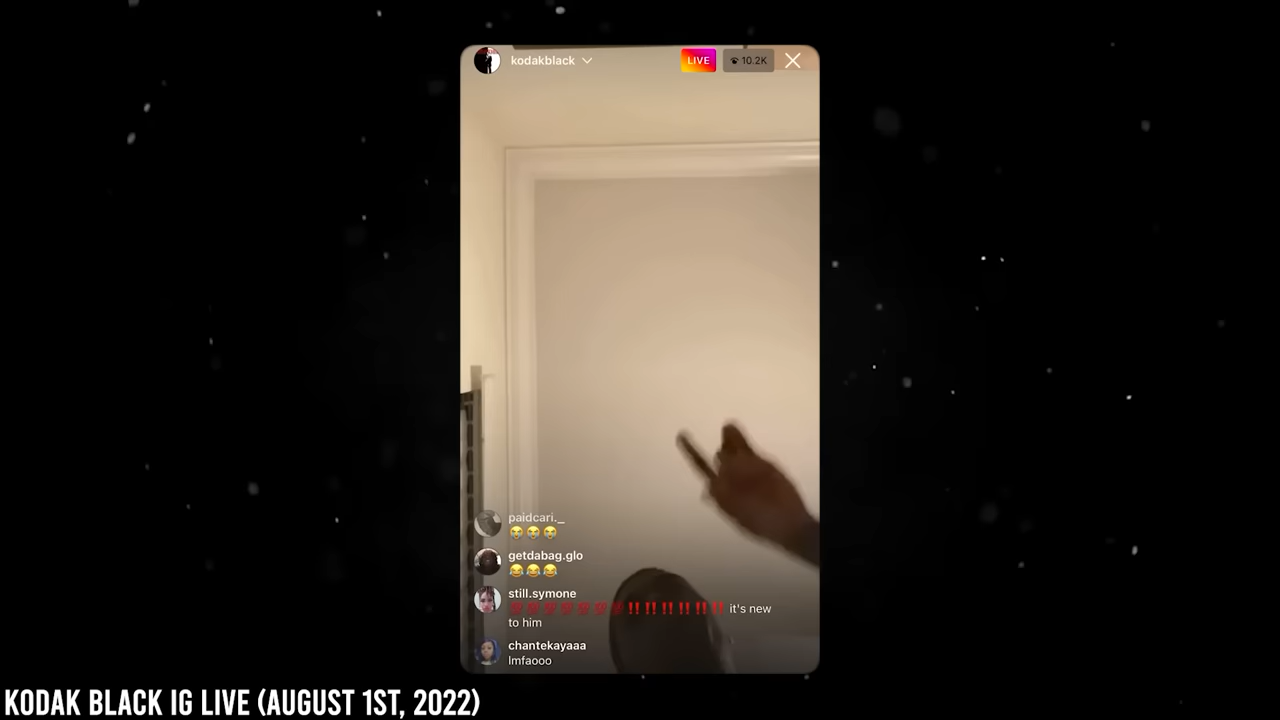 kodakblack
LIVE
10.2K
paidcari._
😭😭😭
getdabag.glo
😂😂😂
still.symone
💯💯💯💯💯💯💯‼️‼️‼️‼️‼️‼️ it's new
to him
chantekayaaa
lmfaooo
KODAK BLACK IG LIVE (AUGUST 1ST, 2022)